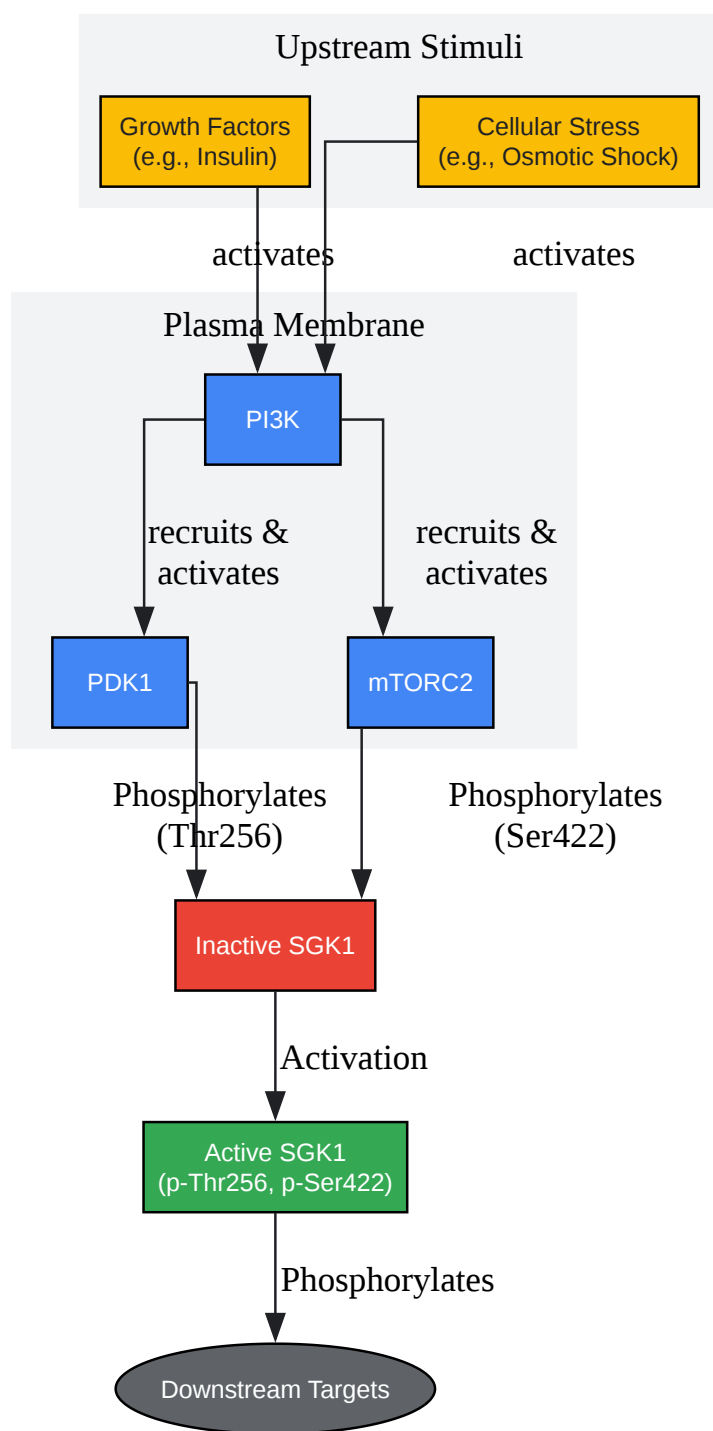 Upstream Stimuli
Growth Factors
(e.g., Insulin)
Cellular Stress
(e.g., Osmotic Shock)
activates
activates
Plasma Membrane
PI3K
recruits &
activates
recruits &
activates
PDK1
mTORC2
Phosphorylates
(Thr256)
Phosphorylates
(Ser422)
Inactive SGK1
Activation
Active SGK1
(p-Thr256, p-Ser422)
Phosphorylates
Downstream Targets